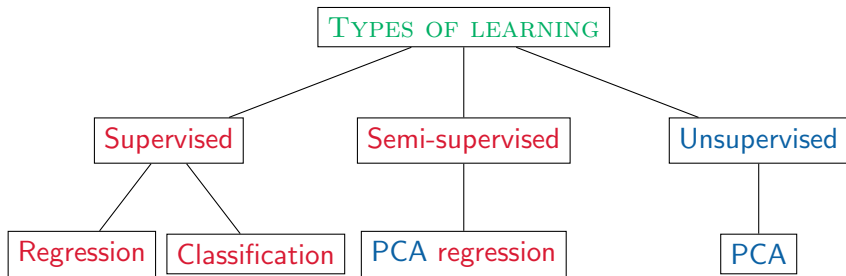 TYPES OF LEARNING
Supervised
Semi-supervised
Unsupervised
Regression
Classification
PCA regression
PCA